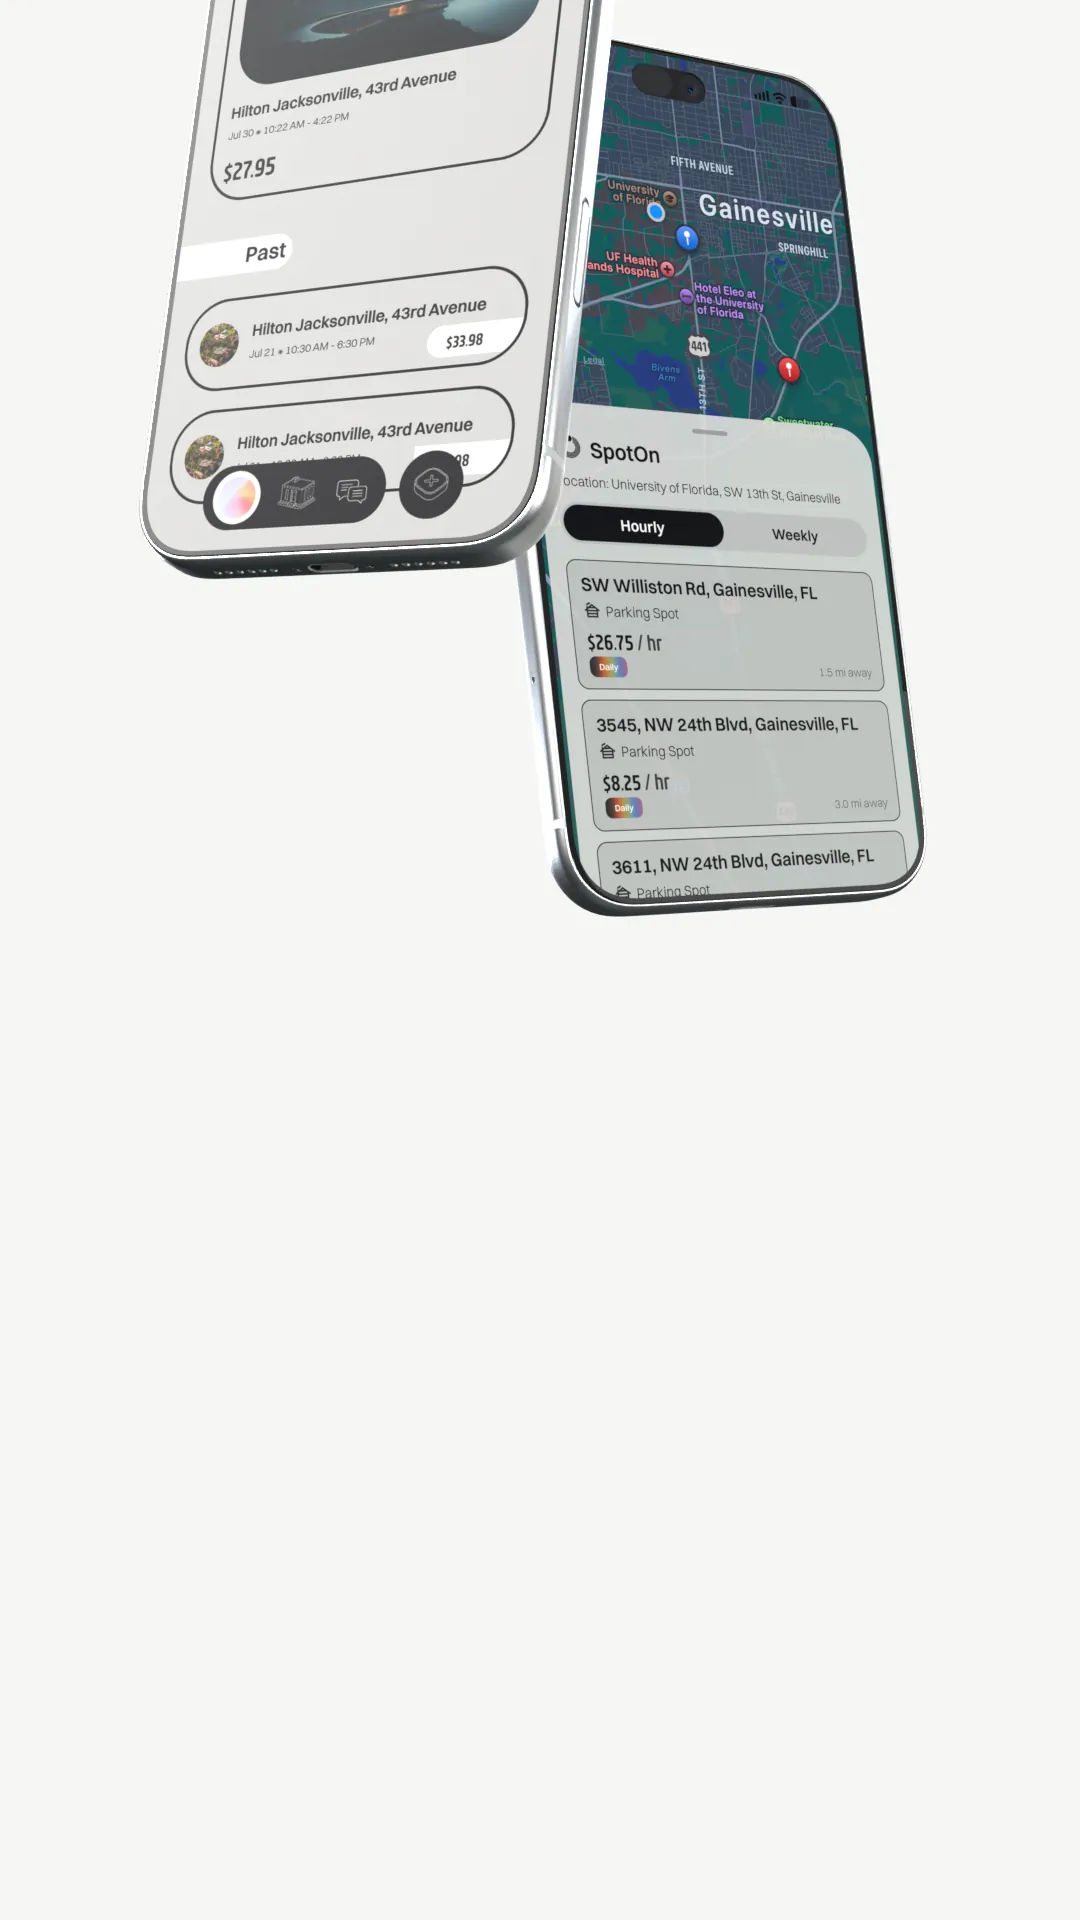 Hilton Jacksonville, 43rd Avenue
Jul 30 • 10:22 AM - 4:22 PM
$27.95
Past
Hilton Jacksonville, 43rd Avenue
Jul 21 • 10:30 AM - 6:30 PM
$33.98
Hilton Jacksonville, 43rd Avenue
98
FIFTH AVENUE
University
of Florida
Gainesville
SPRINGHILL
UF Health
ands Hospital
Hotel Eleo at
the University
of Florida
441
Legal
Bivens
Arm
13TH ST
Sweetwater
SpotOn
ocation: University of Florida, SW 13th St, Gainesville
Hourly
Weekly
SW Williston Rd, Gainesville, FL
Parking Spot
$26.75 / hr
Daily
1.5 mi away
3545, NW 24th Blvd, Gainesville, FL
Parking Spot
$8.25 / hr
Daily
3.0 mi away
3611, NW 24th Blvd, Gainesville, FL
Parking Spot